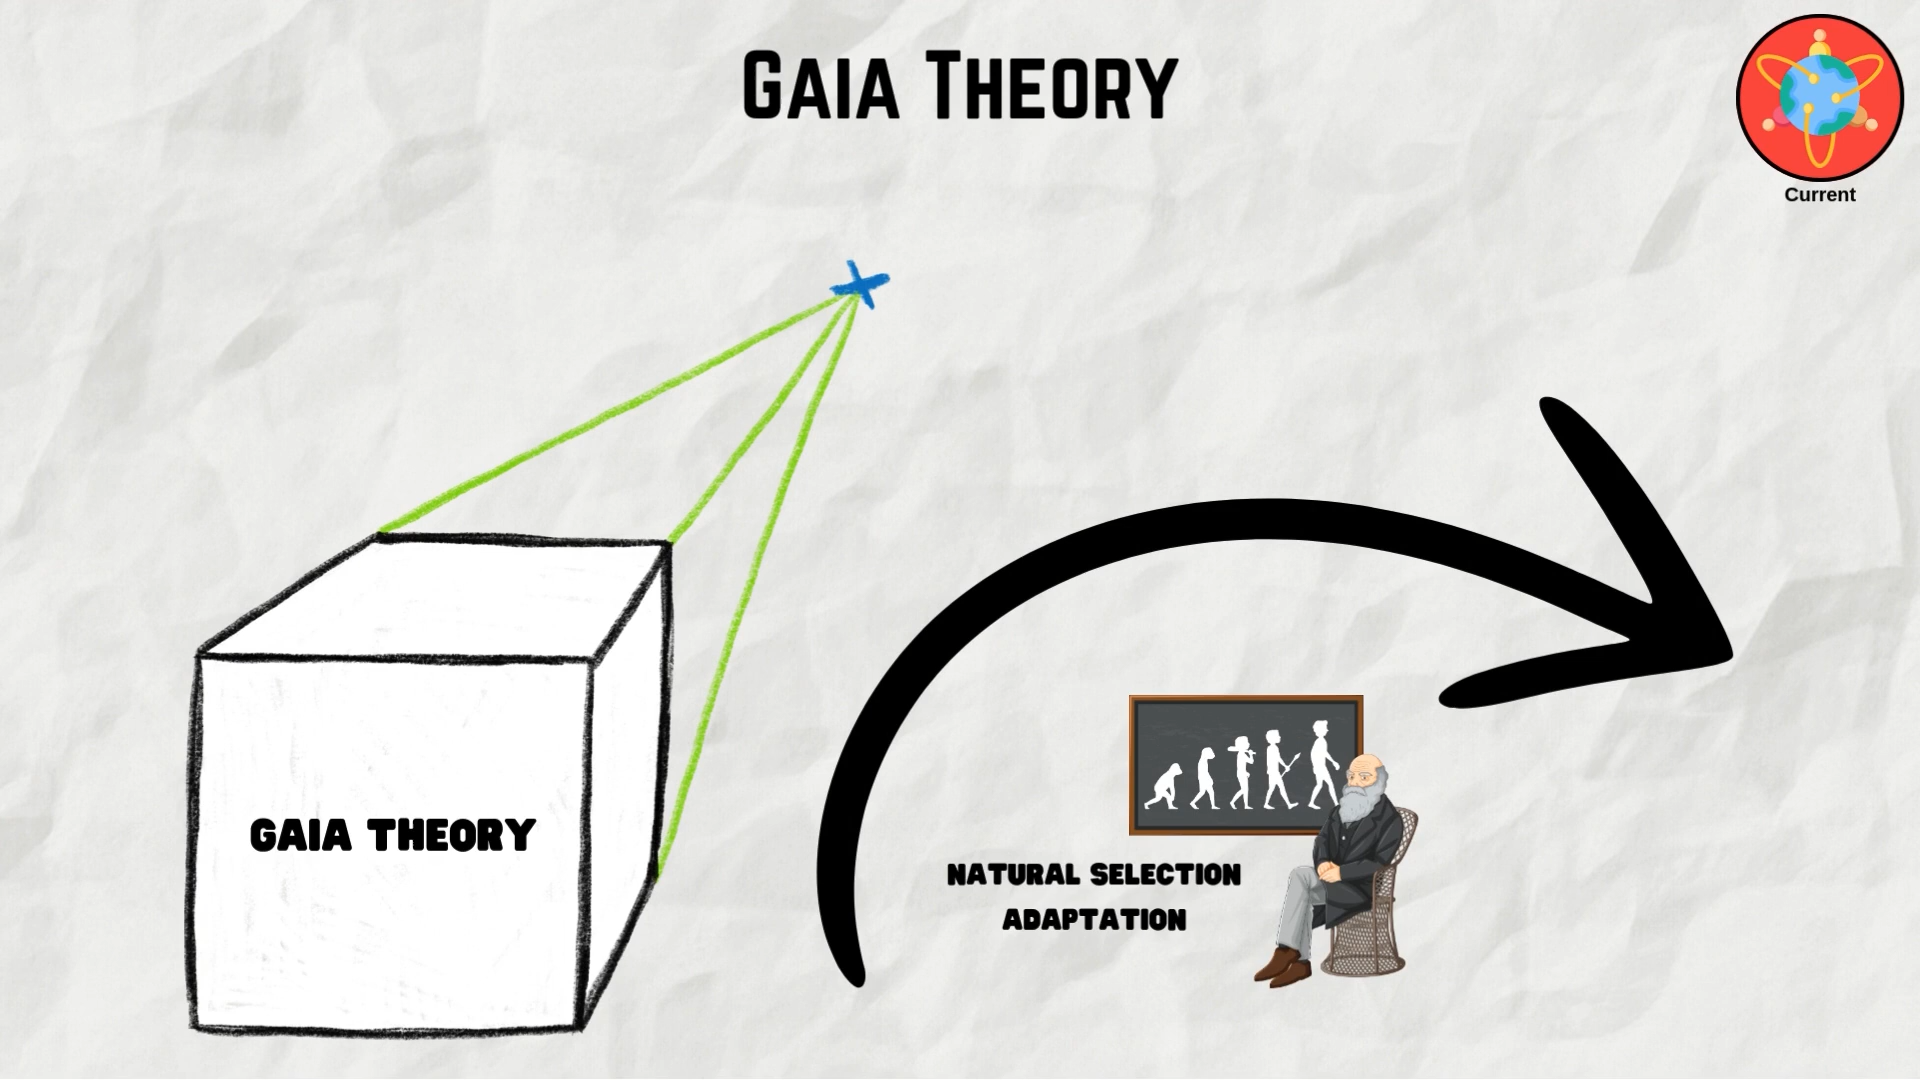 Gaia Theory
Current
GAIA THEORY
NATURAL SELECTION
ADAPTATION